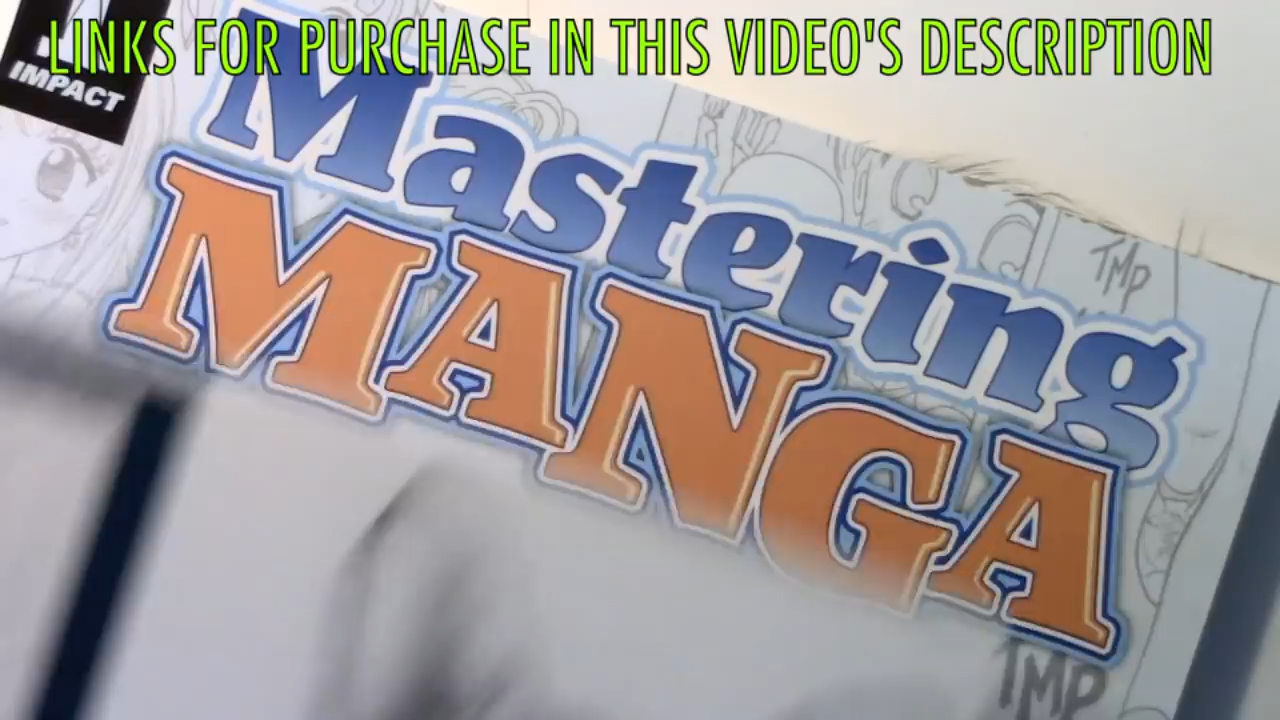 LINKS FOR PURCHASE IN THIS VIDEO'S DESCRIPTION
IMPACT
Mastering
MANGA
TMP
TMP